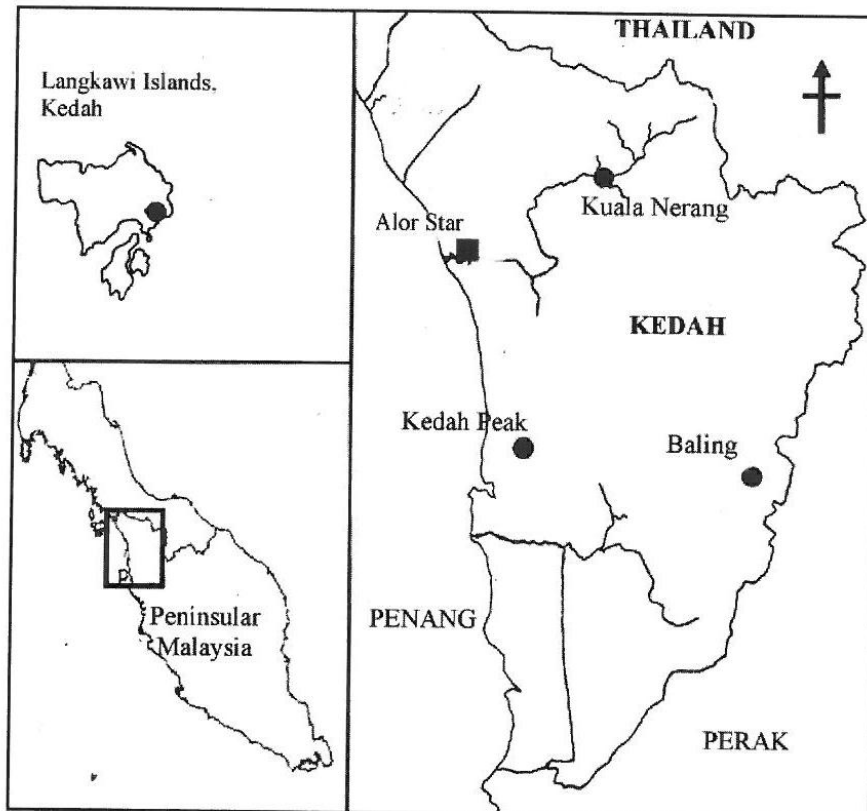 Langkawi Islands,
Kedah
THAILAND
Kuala Nerang
Alor Star
KEDAH
Kedah Peak
Baling
PENANG
PERAK
P
Peninsular
Malaysia